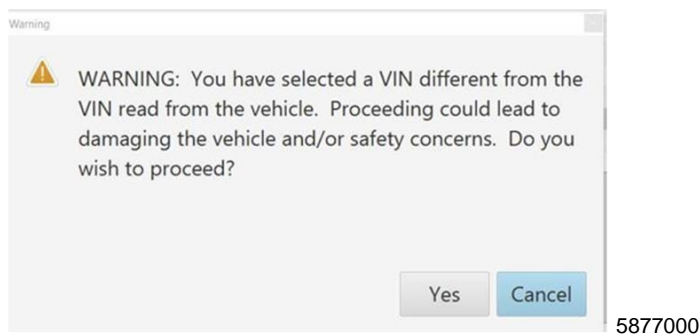 Warning
WARNING: You have selected a VIN different from the
VIN read from the vehicle. Proceeding could lead to
damaging the vehicle and/or safety concerns. Do you
wish to proceed?
Yes Cancel
5877000